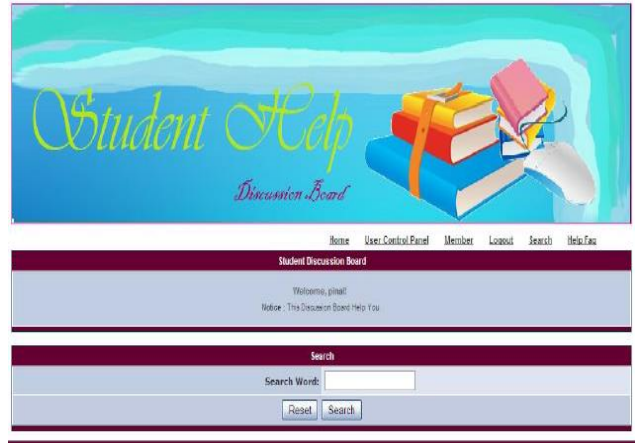 Student Help
Discussion Board
Home User Control Panel Member Logout Search Help Faq
Student Discussion Board
Welcome, pinal!
Notice : This Discussion Board Help You
Search
Search Word:
Reset Search